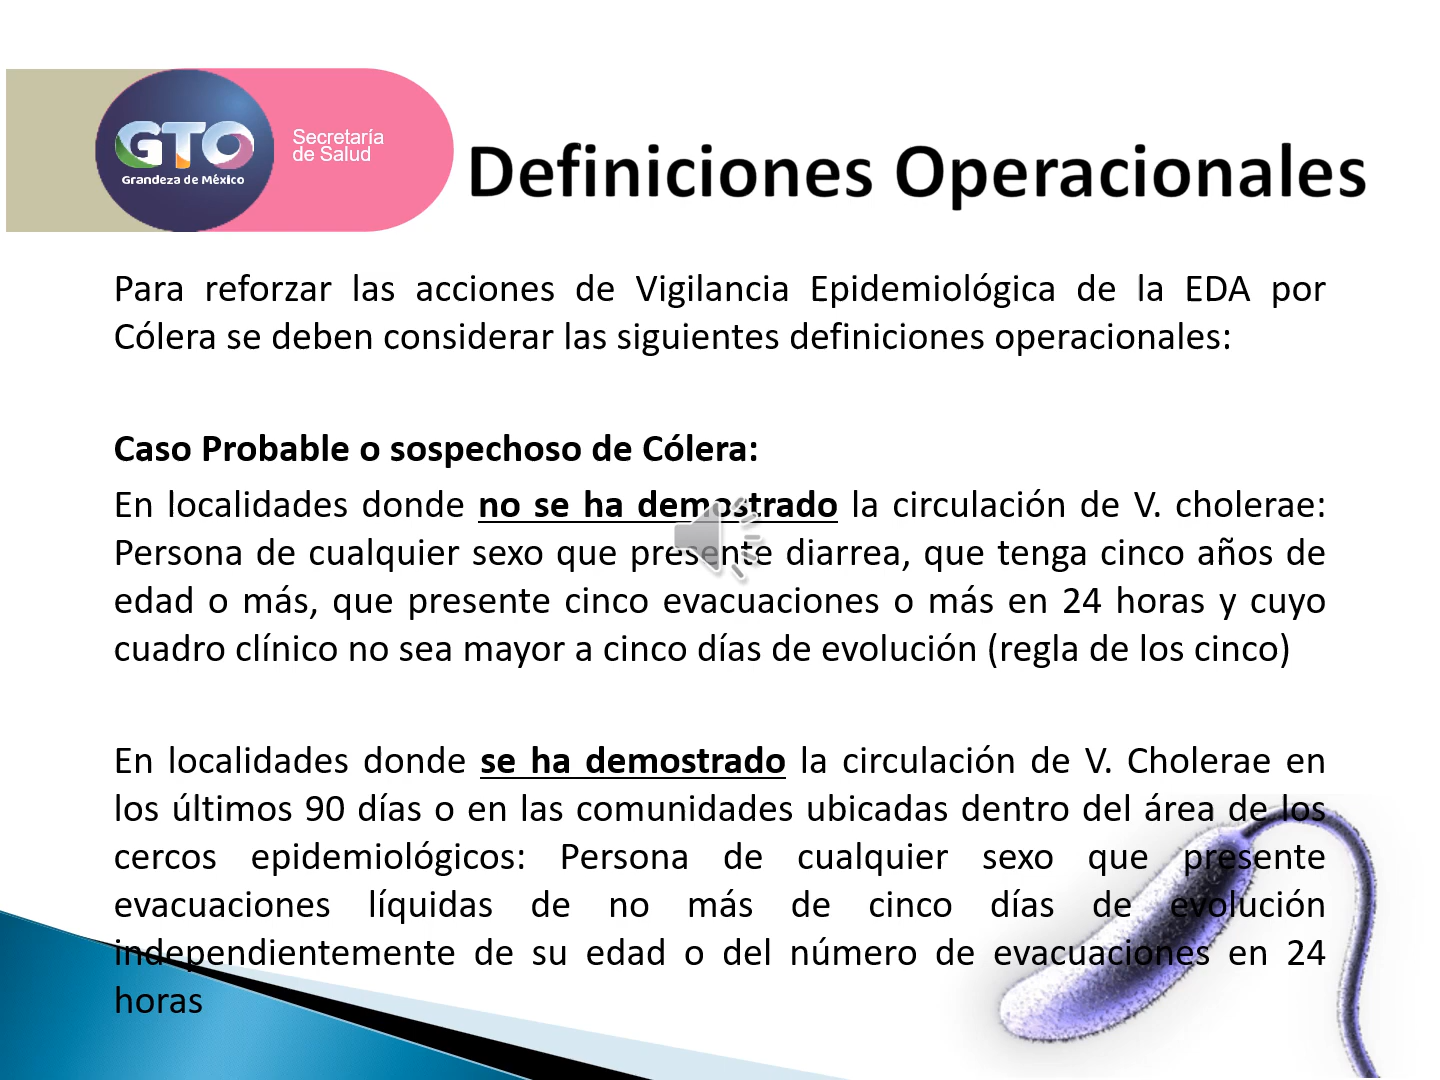 GTO
Grandeza de México
Secretaría
de Salud
Definiciones Operacionales
Para reforzar las acciones de Vigilancia Epidemiológica de la EDA por
Cólera se deben considerar las siguientes definiciones operacionales:
Caso Probable o sospechoso de Cólera:
En localidades donde no se ha demostrado la circulación de V. cholerae:
Persona de cualquier sexo que presente diarrea, que tenga cinco años de
edad o más, que presente cinco evacuaciones o más en 24 horas y cuyo
cuadro clínico no sea mayor a cinco días de evolución (regla de los cinco)
En localidades donde se ha demostrado la circulación de V. Cholerae en
los últimos 90 días o en las comunidades ubicadas dentro del área de los
cercos epidemiológicos: Persona de cualquier sexo que presente
evacuaciones líquidas de no más de cinco días de evolución
independientemente de su edad o del número de evacuaciones en 24
horas